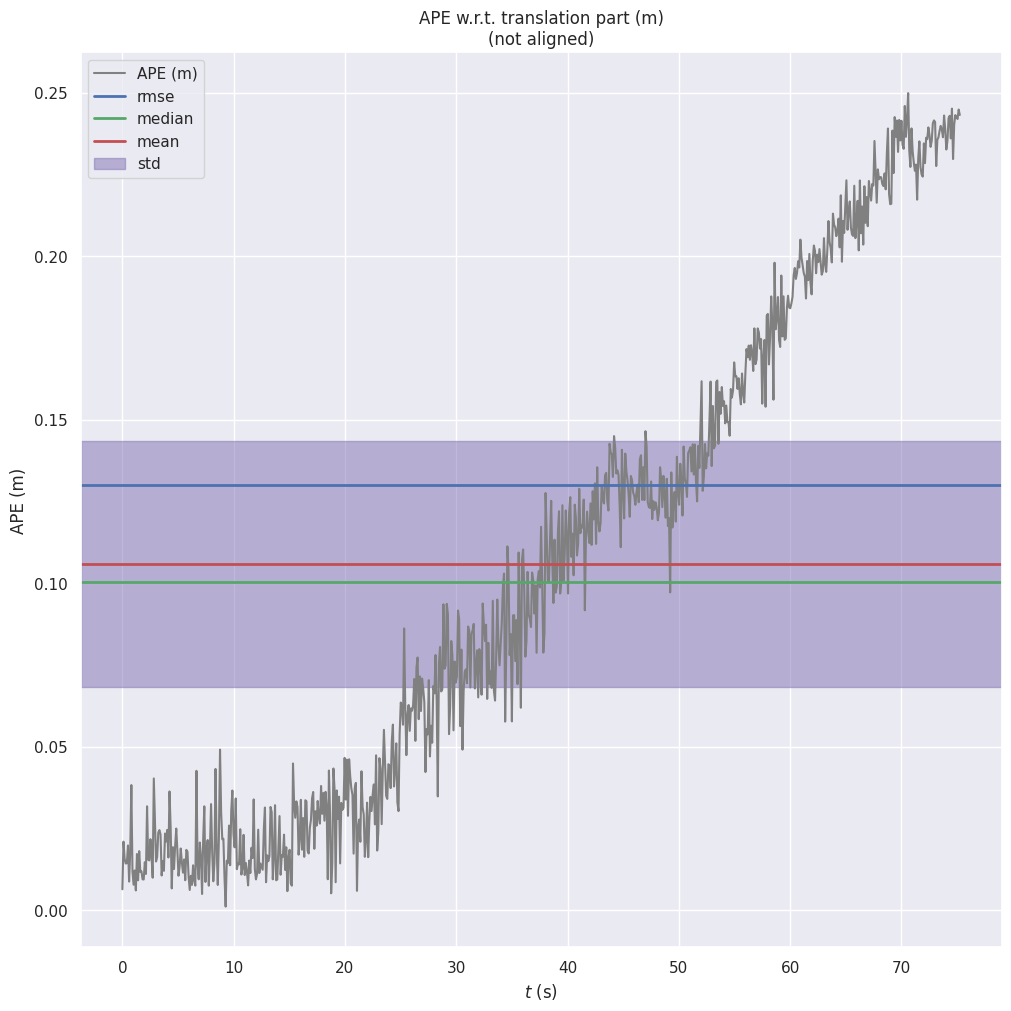 APE w.r.t. translation part (m)
(not aligned)
APE (m)
rmse
median
mean
std
0.25
0.20
0.15
0.10
0.05
0.00
APE (m)
0 10 20 30 40 50 60 70
t (s)